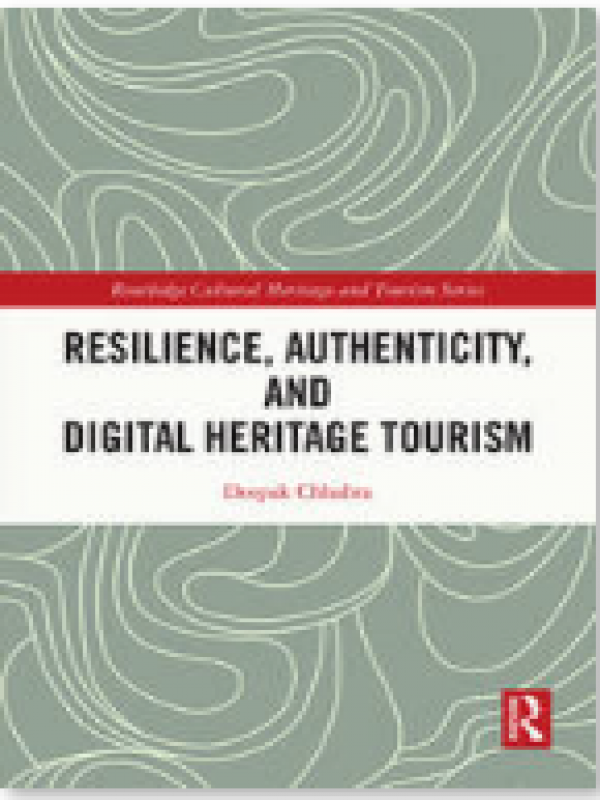 Routledge Cultural Heritage and Tourism Series
RESILIENCE, AUTHENTICITY,
AND
DIGITAL HERITAGE TOURISM
Deepak Chhabra
R